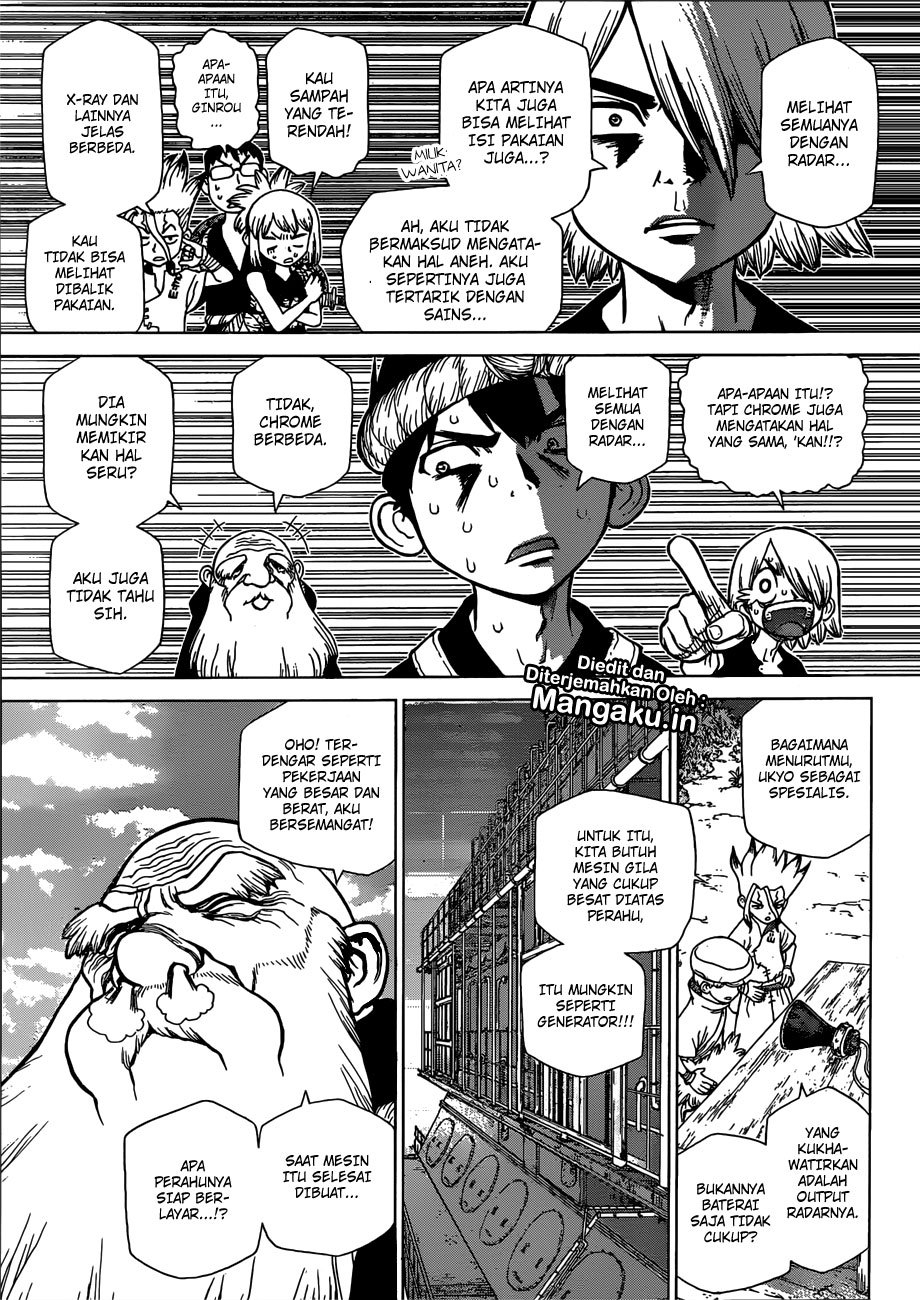 MELIHAT
SEMUANYA
DENGAN
RADAR...
APA ARTINYA
KITA JUGA
BISA MELIHAT
ISI PAKAIAN
JUGA...?
MILIK
WANITA?
AH, AKU TIDAK
BERMAKSUD MENGATA-
KAN HAL ANEH. AKU
SEPERTINYA JUGA
TERTARIK DENGAN
SAINS...
KAU
SAMPAH
YANG TE-
RENDAH!
APA-
APAAN
ITU,
GINROU
...
X-RAY DAN
LAINNYA
JELAS
BERBEDA.
KAU
TIDAK BISA
MELIHAT
DIBALIK
PAKAIAN.
APA-APAAN ITU!?
TAPI CHROME JUGA
MENGATAKAN HAL
YANG SAMA, 'KAN!!?
MELIHAT
SEMUA
DENGAN
RADAR...
TIDAK,
CHROME
BERBEDA.
DIA
MUNGKIN
MEMIKIR
KAN HAL
SERU?
AKU JUGA
TIDAK TAHU
SIH.
Diedit dan
Diterjemahkan Oleh :
Mangaku.in
BAGAIMANA
MENURUTMU,
UKYO SEBAGAI
SPESIALIS.
YANG
KUKHA-
WATIRKAN
ADALAH
OUTPUT
RADARNYA.
BUKANNYA
BATERAI
SAJA TIDAK
CUKUP?
UNTUK ITU,
KITA BUTUH
MESIN GILA
YANG CUKUP
BESAT DIATAS
PERAHU,
ITU MUNGKIN
SEPERTI
GENERATOR!!!
OHO! TER-
DENGAR SEPERTI
PEKERJAAN
YANG BESAR DAN
BERAT, AKU
BERSEMANGAT!
SAAT MESIN
ITU SELESAI
DIBUAT...
APA
PERAHUNYA
SIAP BER-
LAYAR...!?